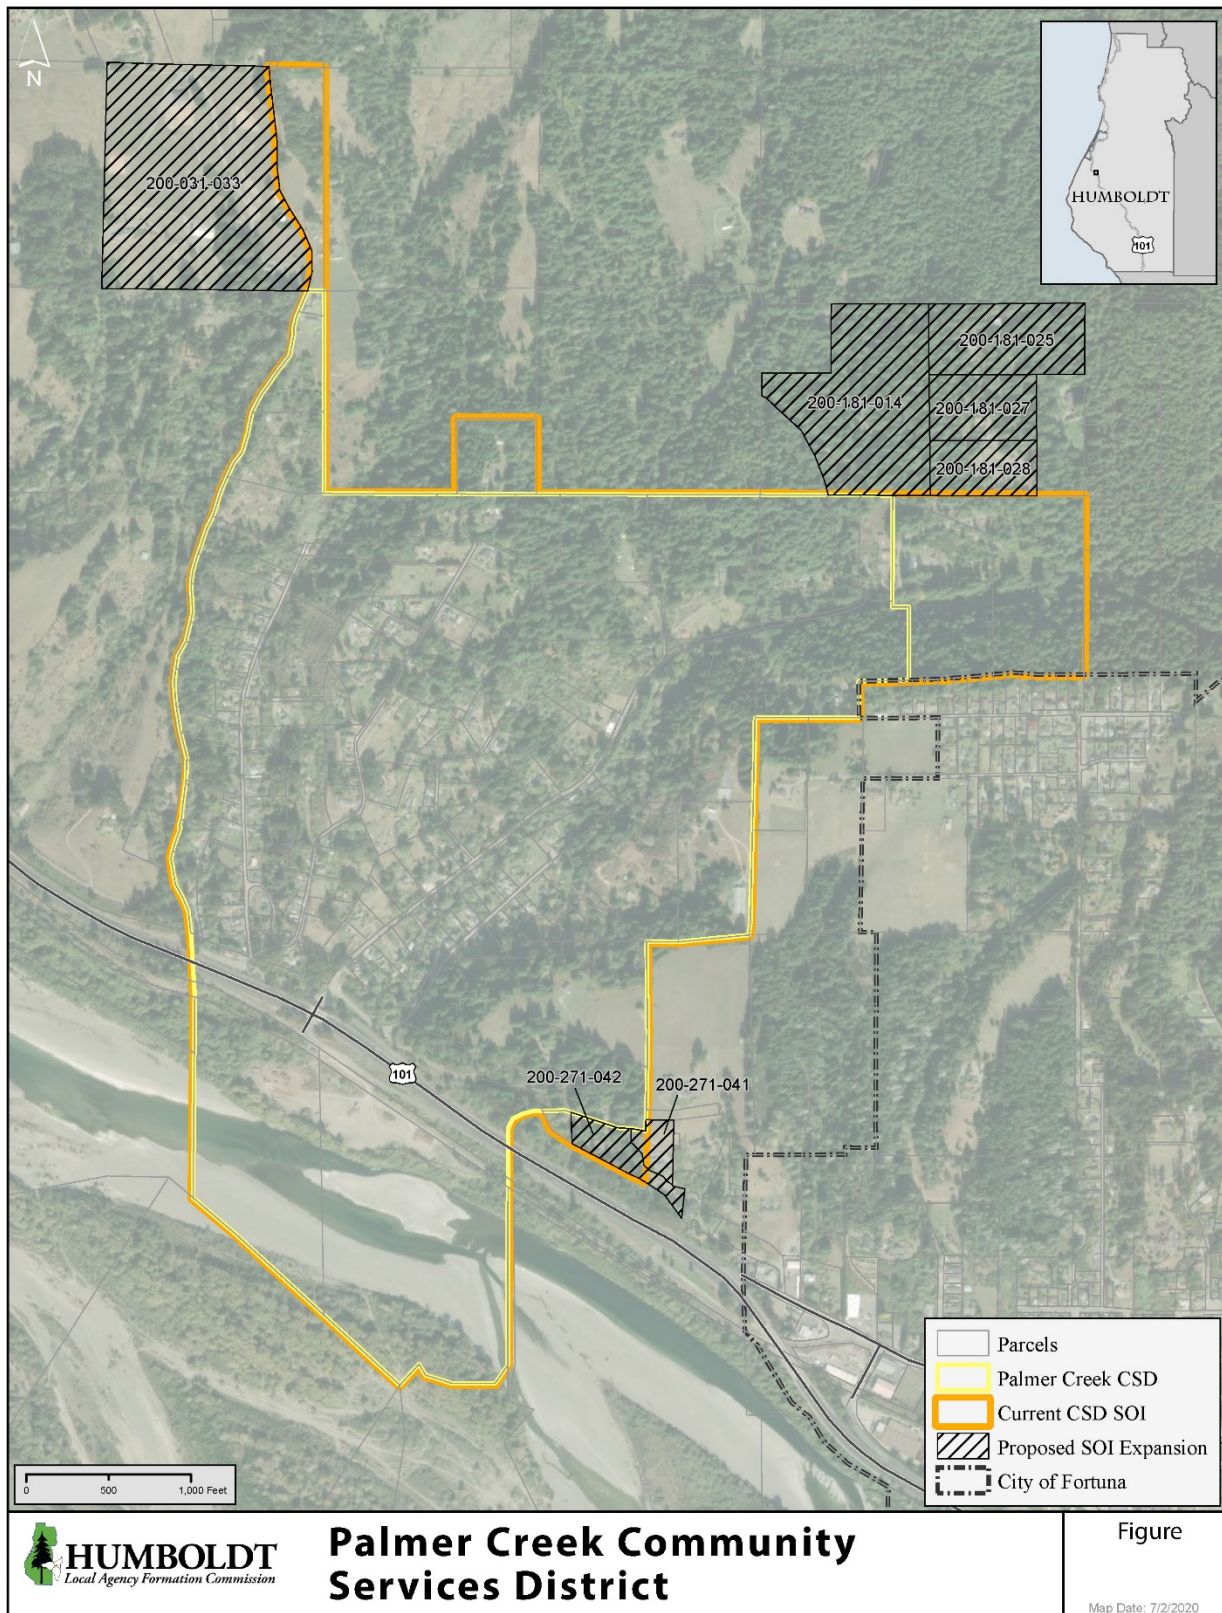 N
HUMBOLDT
101
200-031-033
200-181-025
200-181-014
200-181-027
200-181-028
200-271-042
200-271-041
101
Parcels
Palmer Creek CSD
Current CSD SOI
Proposed SOI Expansion
City of Fortuna
0 500 1,000 Feet
HUMBOLDT
Local Agency Formation Commission
Palmer Creek Community
Services District
Figure
Map Date: 7/2/2020